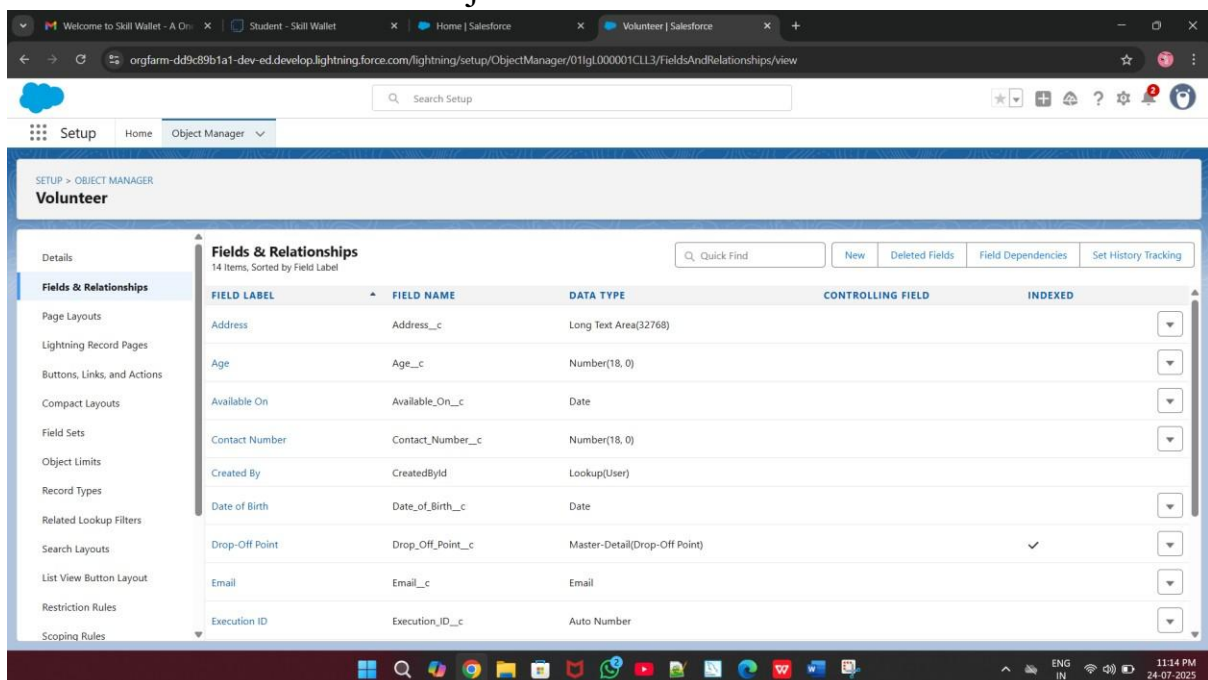 j
Welcome to Skill Wallet - A On
Student - Skill Wallet
Home | Salesforce
Volunteer | Salesforce
orgfarm-dd9c89b1a1-dev-ed.develop.lightning.force.com/lightning/setup/ObjectManager/01IgL000001CLL3/FieldsAndRelationships/view
Search Setup
2
Setup Home Object Manager
SETUP > OBJECT MANAGER
Volunteer
Details
Fields & Relationships
Page Layouts
Lightning Record Pages
Buttons, Links, and Actions
Compact Layouts
Field Sets
Object Limits
Record Types
Related Lookup Filters
Search Layouts
List View Button Layout
Restriction Rules
Scoping Rules
Fields & Relationships
14 Items, Sorted by Field Label
Quick Find
New Deleted Fields Field Dependencies Set History Tracking
FIELD LABEL FIELD NAME DATA TYPE CONTROLLING FIELD INDEXED
Address Address__c Long Text Area(32768)
Age Age__c Number(18, 0)
Available On Available_On__c Date
Contact Number Contact_Number__c Number(18, 0)
Created By CreatedById Lookup(User)
Date of Birth Date_of_Birth__c Date
Drop-Off Point Drop_Off_Point__c Master-Detail(Drop-Off Point)
Email Email__c Email
Execution ID Execution_ID__c Auto Number
ENG
IN
11:14 PM
24-07-2025